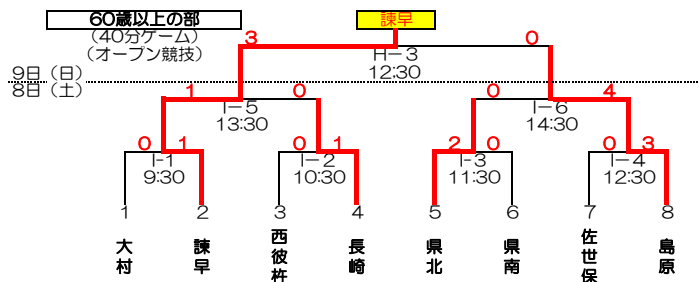 60歳以上の部
諫早
(40分ゲーム)
(オープン競技)
3
0
H-3
12:30
9日（日）
8日（土）
1
0
0
4
I-5
13:30
I-6
14:30
0
1
0
1
2
0
0
3
I-1
9:30
I-2
10:30
I-3
11:30
I-4
12:30
1
2
3
4
5
6
7
8
大村
諫早
西彼杵
長崎
県北
県南
佐世保
島原